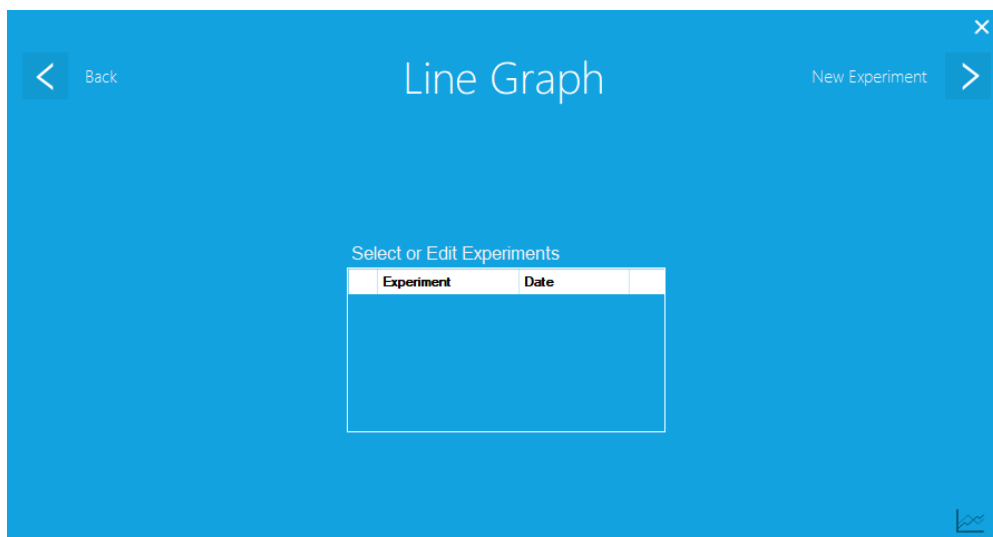 Back
Line Graph
New Experiment
Select or Edit Experiments
Experiment Date